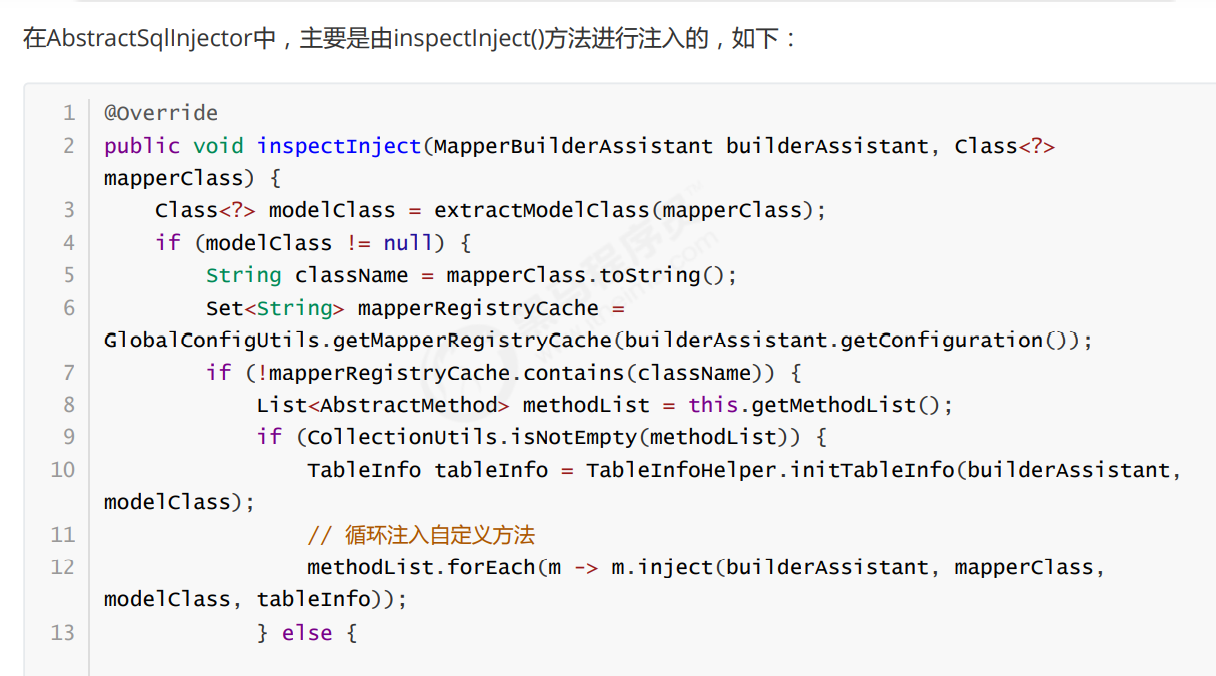 在AbstractSqlInjector中，主要是由inspectInject()方法进行注入的，如下：
1 @Override
2 public void inspectInject(MapperBuilderAssistant builderAssistant, Class<?>
mapperClass) {
3 Class<?> modelClass = extractModelClass(mapperClass);
4 if (modelClass != null) {
5 String className = mapperClass.toString();
6 Set<String> mapperRegistryCache =
GlobalConfigUtils.getMapperRegistryCache(builderAssistant.getConfiguration());
7 if (!mapperRegistryCache.contains(className)) {
8 List<AbstractMethod> methodList = this.getMethodList();
9 if (CollectionUtils.isNotEmpty(methodList)) {
10 TableInfo tableInfo = TableInfoHelper.initTableInfo(builderAssistant,
modelClass);
11 // 循环注入自定义方法
12 methodList.forEach(m -> m.inject(builderAssistant, mapperClass,
modelClass, tableInfo));
13 } else {